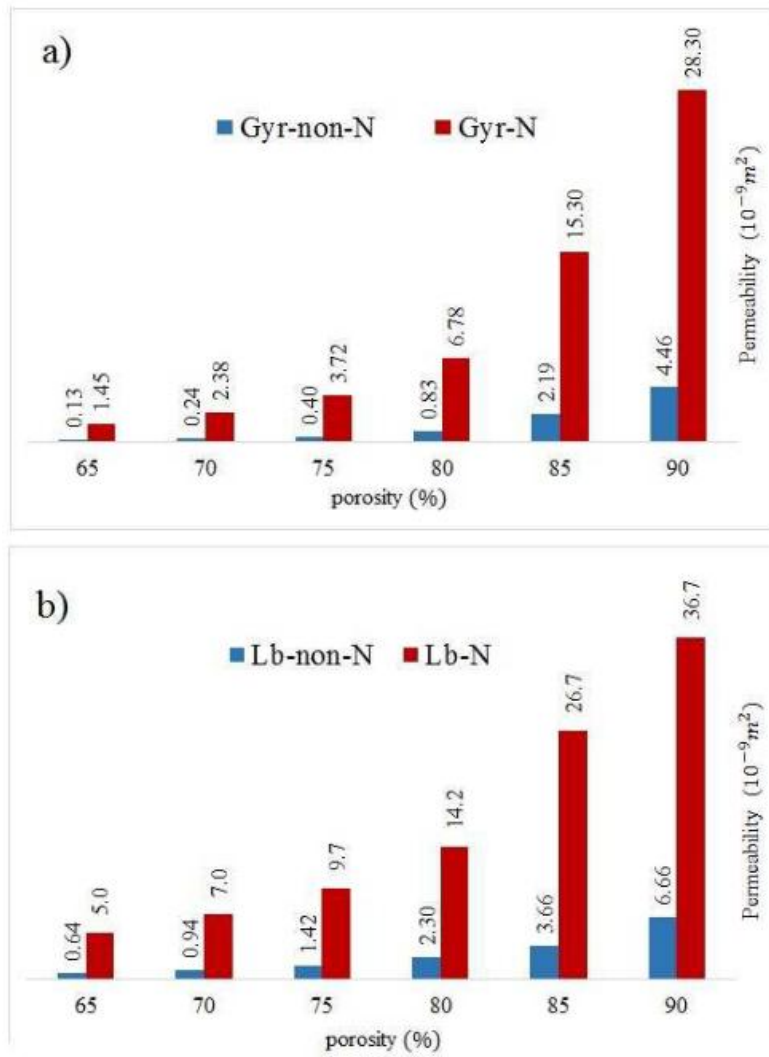 a)
Gyr-non-N Gyr-N
0.13 1.45 0.24 2.38 0.40 3.72 0.83 6.78 2.19 15.30 4.46 28.30
65 70 75 80 85 90
porosity (%)
Permeability (10⁻⁹m²)
b)
Lb-non-N Lb-N
0.64 5.0 0.94 7.0 1.42 9.7 2.30 14.2 3.66 26.7 6.66 36.7
65 70 75 80 85 90
porosity (%)
Permeability (10⁻⁹m²)